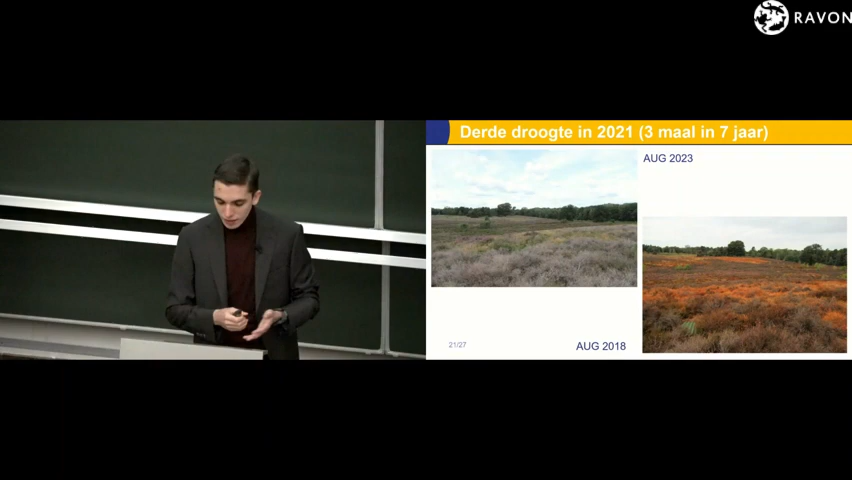 RAVON
Derde droogte in 2021 (3 maal in 7 jaar)
AUG 2023
21/27
AUG 2018